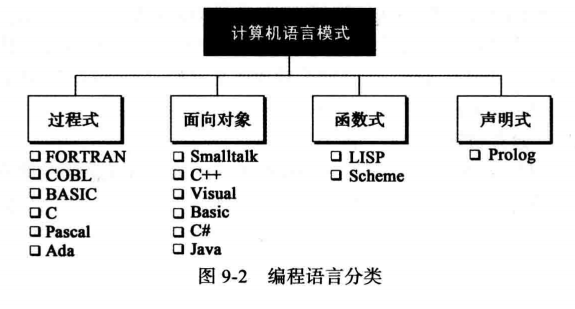 计算机语言模式
过程式
FORTRAN
COBL
BASIC
C
Pascal
Ada
面向对象
Smalltalk
C++
Visual
Basic
C#
Java
函数式
LISP
Scheme
声明式
Prolog
图 9-2 编程语言分类